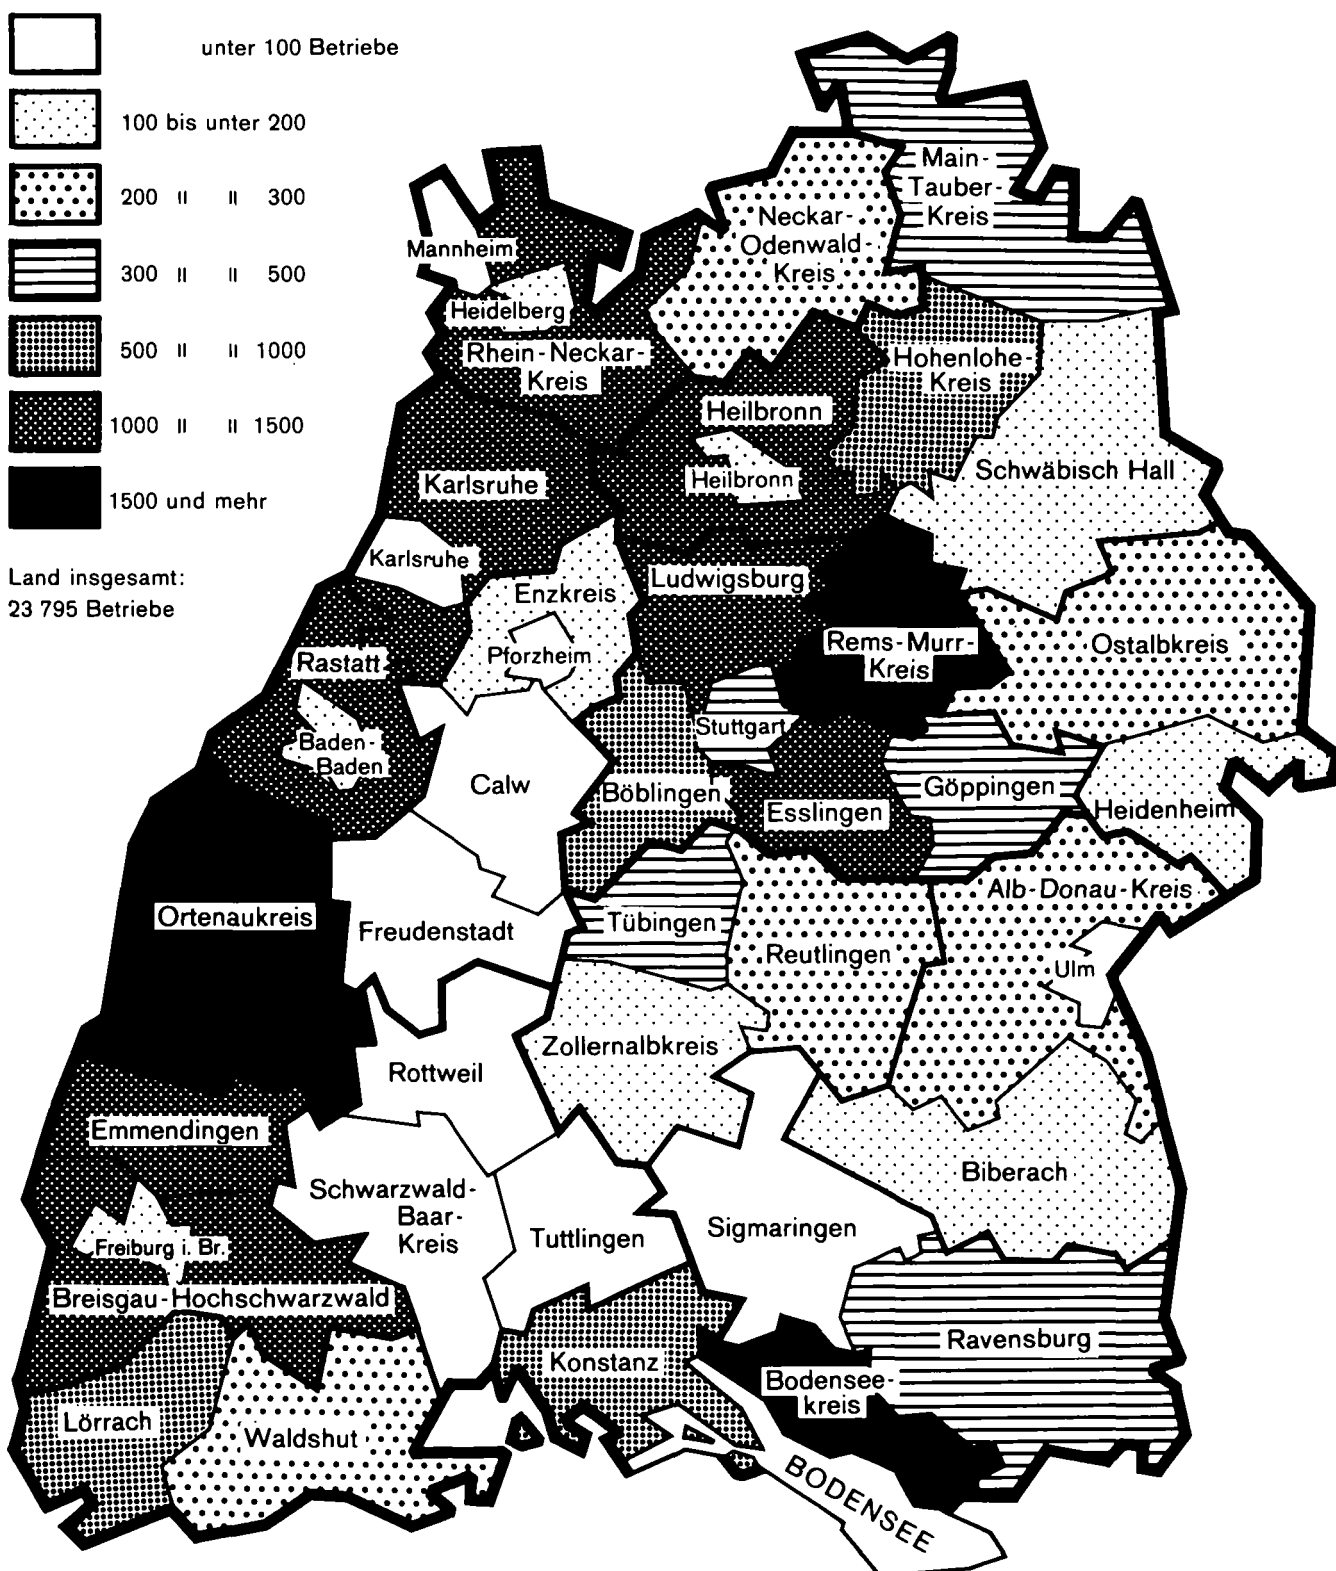 unter 100 Betriebe
100 bis unter 200
200 " " 300
300 " " 500
500 " " 1000
1000 " " 1500
1500 und mehr
Land insgesamt:
23 795 Betriebe
Main-
Tauber-
Kreis
Neckar-
Odenwald-
Kreis
Mannheim
Heidelberg
Rhein-Neckar-
Kreis
Hohenlohe-
Kreis
Heilbronn
Heilbronn
Schwäbisch Hall
Karlsruhe
Karlsruhe
Enzkreis
Ludwigsburg
Pforzheim
Rems-Murr-
Kreis
Ostalbkreis
Rastatt
Baden-
Baden
Stuttgart
Calw
Böblingen
Esslingen
Göppingen
Heidenheim
Alb-Donau-Kreis
Ortenaukreis
Freudenstadt
Tübingen
Reutlingen
Ulm
Rottweil
Zollernalbkreis
Emmendingen
Biberach
Schwarzwald-
Baar-
Kreis
Tuttlingen
Sigmaringen
Freiburg i. Br.
Breisgau-Hochschwarzwald
Ravensburg
Konstanz
Bodensee-
kreis
Lörrach
Waldshut
BODENSEE